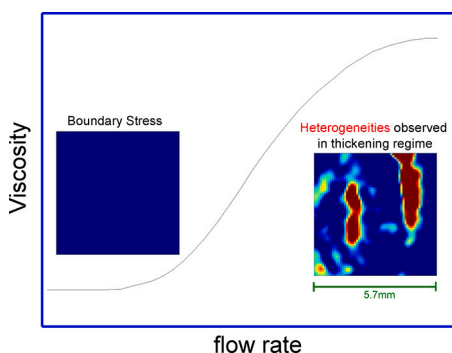 Boundary Stress
Heterogeneities observed
in thickening regime
Viscosity
5.7mm
flow rate